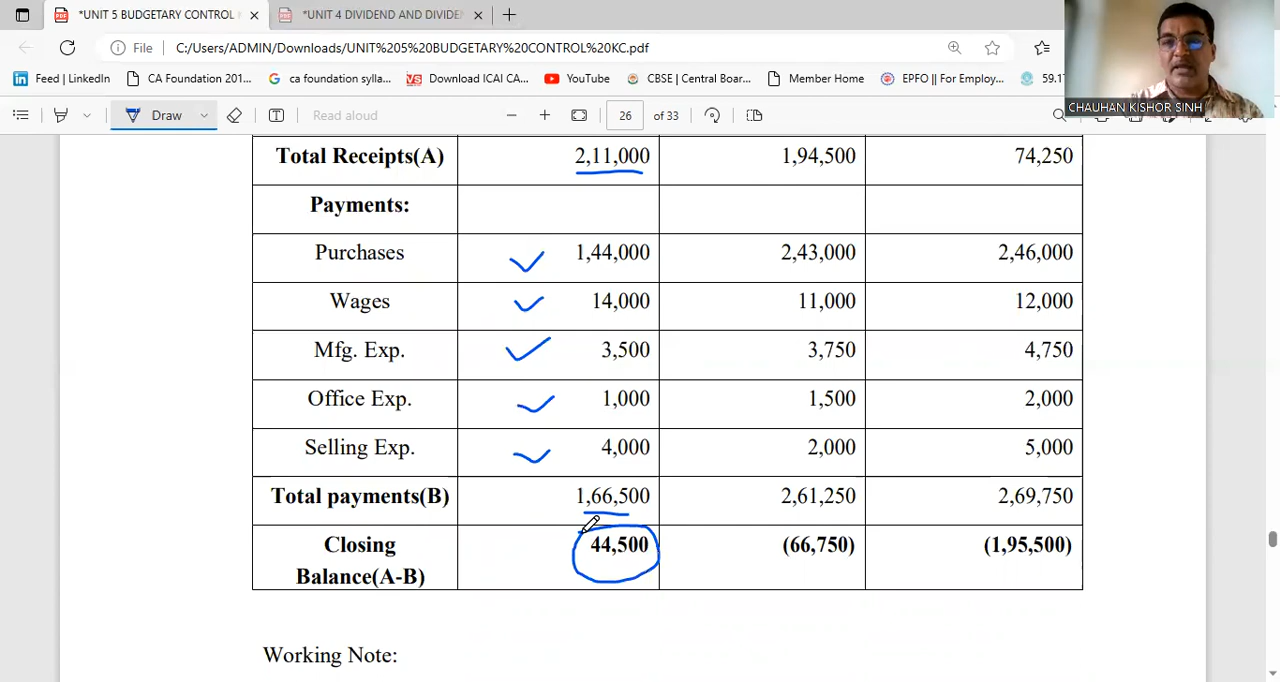 *UNIT 5 BUDGETARY CONTROL
*UNIT 4 DIVIDEND AND DIVIDE
File C:/Users/ADMIN/Downloads/UNIT%205%20BUDGETARY%20CONTROL%20KC.pdf
Feed | LinkedIn CA Foundation 201... ca foundation sylla... Download ICAI CA... YouTube CBSE | Central Boar... Member Home EPFO || For Employ... 59.1
CHAUHAN KISHOR SINH
Draw Read aloud 26 of 33
Total Receipts(A) 2,11,000 1,94,500 74,250
Payments:
Purchases 1,44,000 2,43,000 2,46,000
Wages 14,000 11,000 12,000
Mfg. Exp. 3,500 3,750 4,750
Office Exp. 1,000 1,500 2,000
Selling Exp. 4,000 2,000 5,000
Total payments(B) 1,66,500 2,61,250 2,69,750
Closing 44,500 (66,750) (1,95,500)
Balance(A-B)
Working Note: